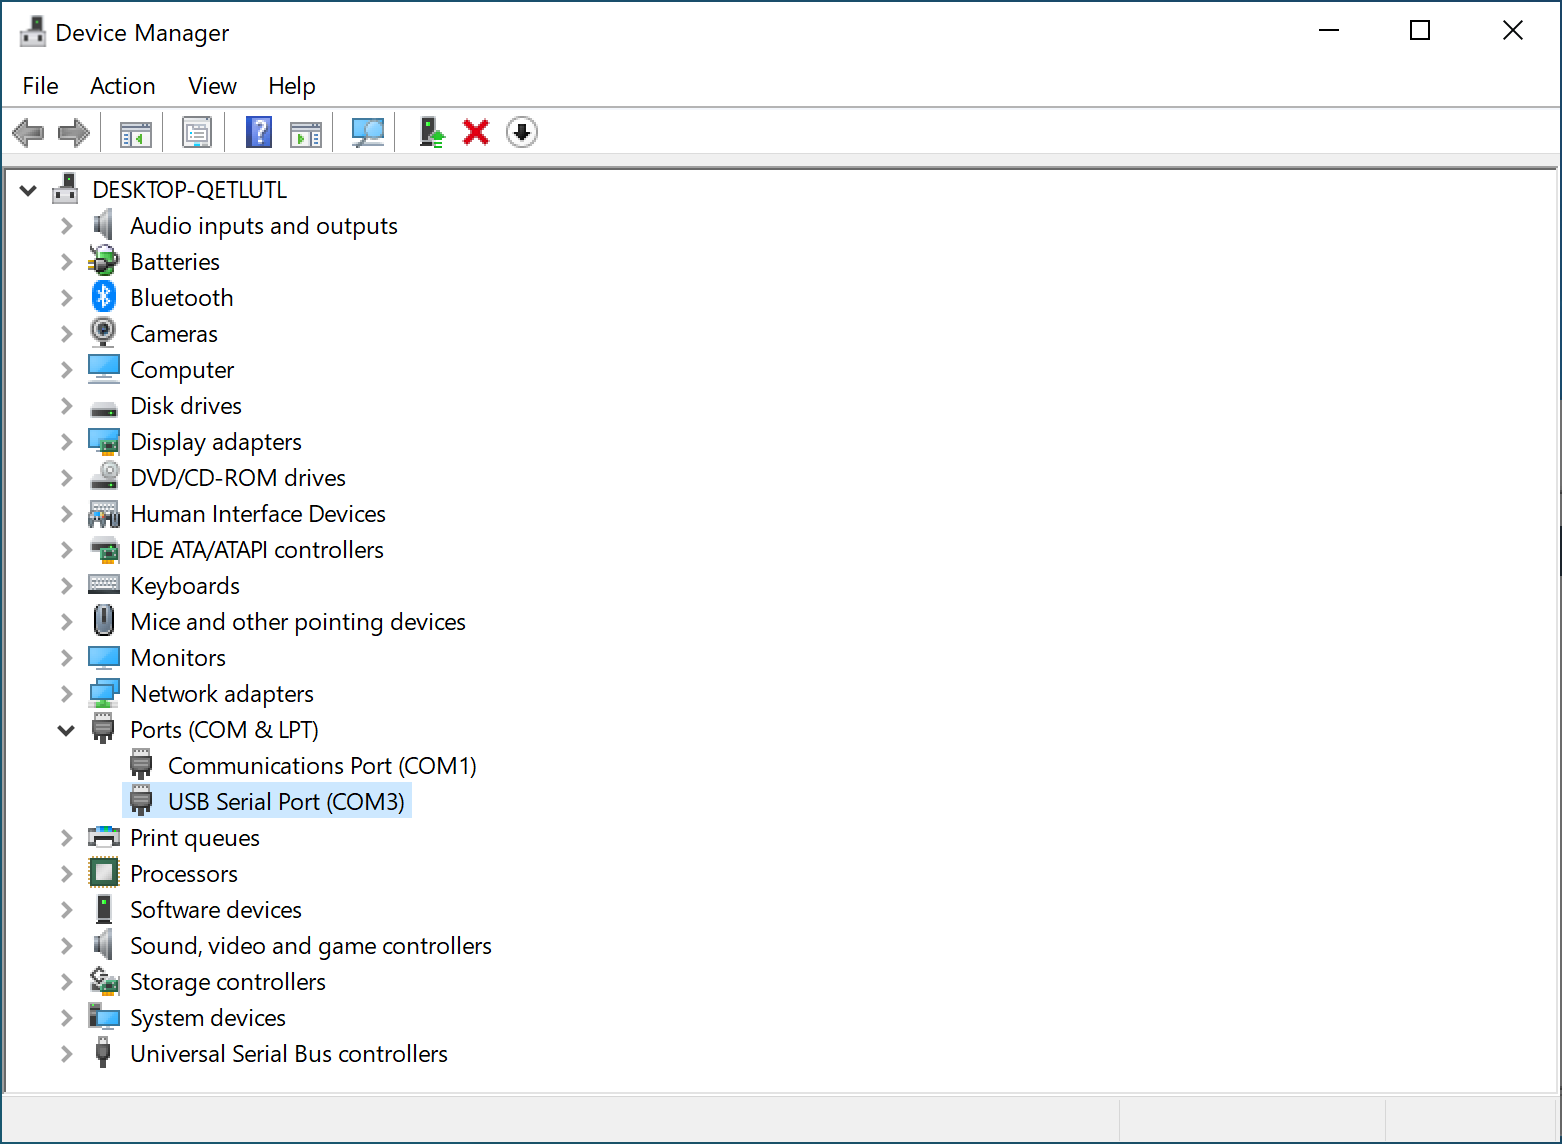 Device Manager
File Action View Help
DESKTOP-QETLUTL
Audio inputs and outputs
Batteries
Bluetooth
Cameras
Computer
Disk drives
Display adapters
DVD/CD-ROM drives
Human Interface Devices
IDE ATA/ATAPI controllers
Keyboards
Mice and other pointing devices
Monitors
Network adapters
Ports (COM & LPT)
Communications Port (COM1)
USB Serial Port (COM3)
Print queues
Processors
Software devices
Sound, video and game controllers
Storage controllers
System devices
Universal Serial Bus controllers